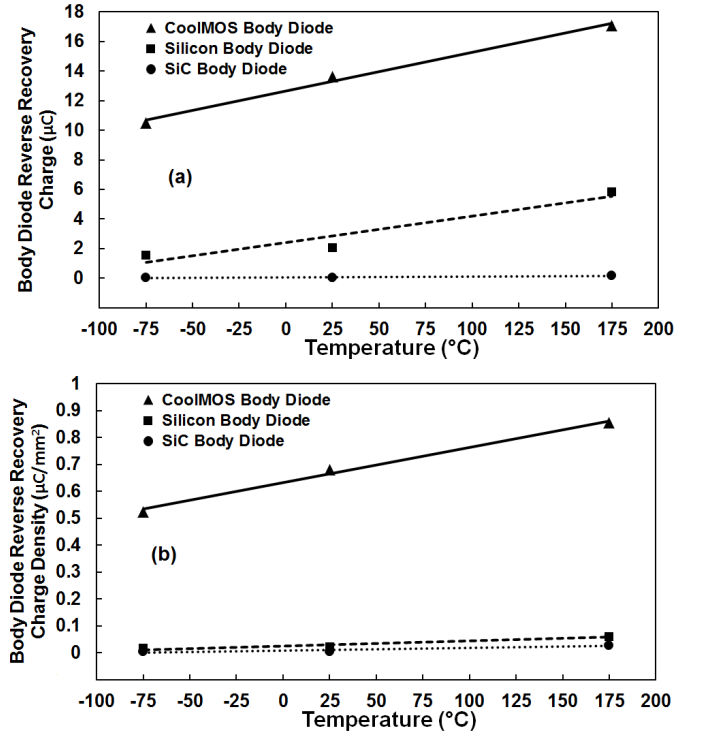 18
16
14
12
10
8
6
4
2
0
CoolMOS Body Diode
Silicon Body Diode
SiC Body Diode
(a)
Body Diode Reverse Recovery
Charge (µC)
-100 -75 -50 -25 0 25 50 75 100 125 150 175 200
Temperature (°C)
1
0.9
0.8
0.7
0.6
0.5
0.4
0.3
0.2
0.1
0
CoolMOS Body Diode
Silicon Body Diode
SiC Body Diode
(b)
Body Diode Reverse Recovery
Charge Density (µC/mm²)
-100 -75 -50 -25 0 25 50 75 100 125 150 175 200
Temperature (°C)